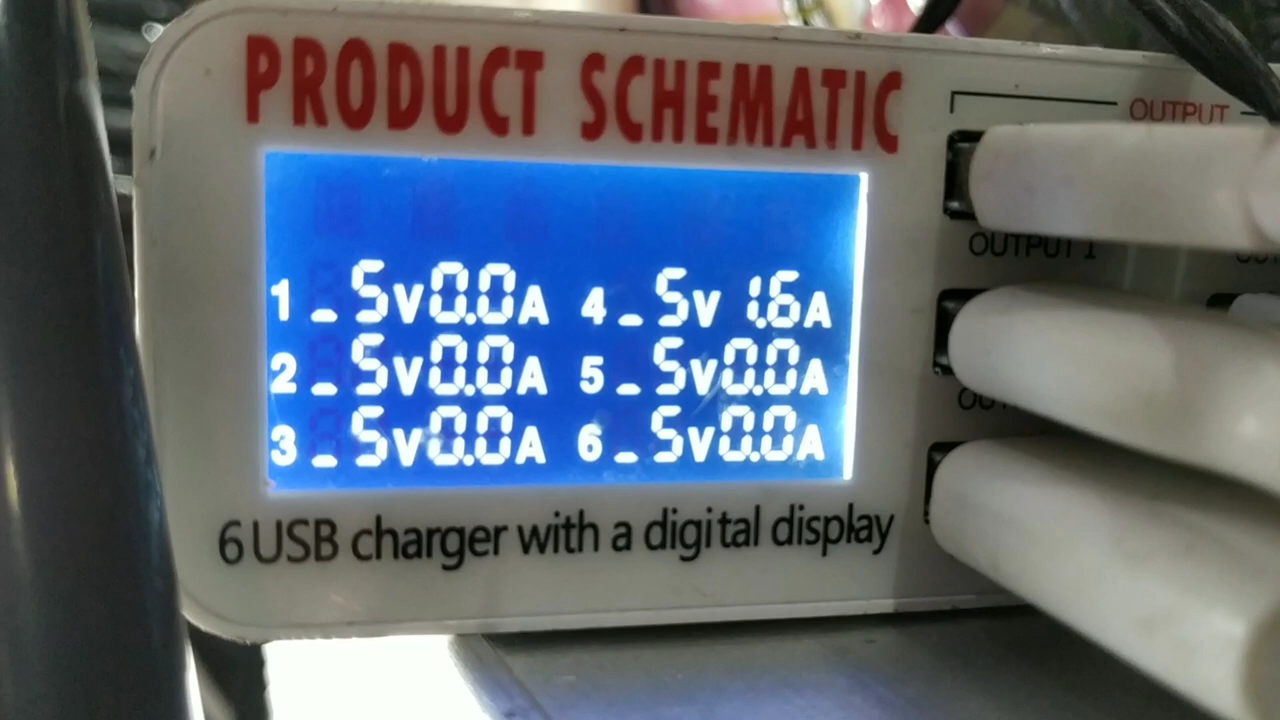 PRODUCT SCHEMATIC
OUTPUT
1_5V0.0A 4_5V 1.6A
2_5V0.0A 5_5V0.0A
3_5V0.0A 6_5V0.0A
OUTPUT 1
6 USB charger with a digital display